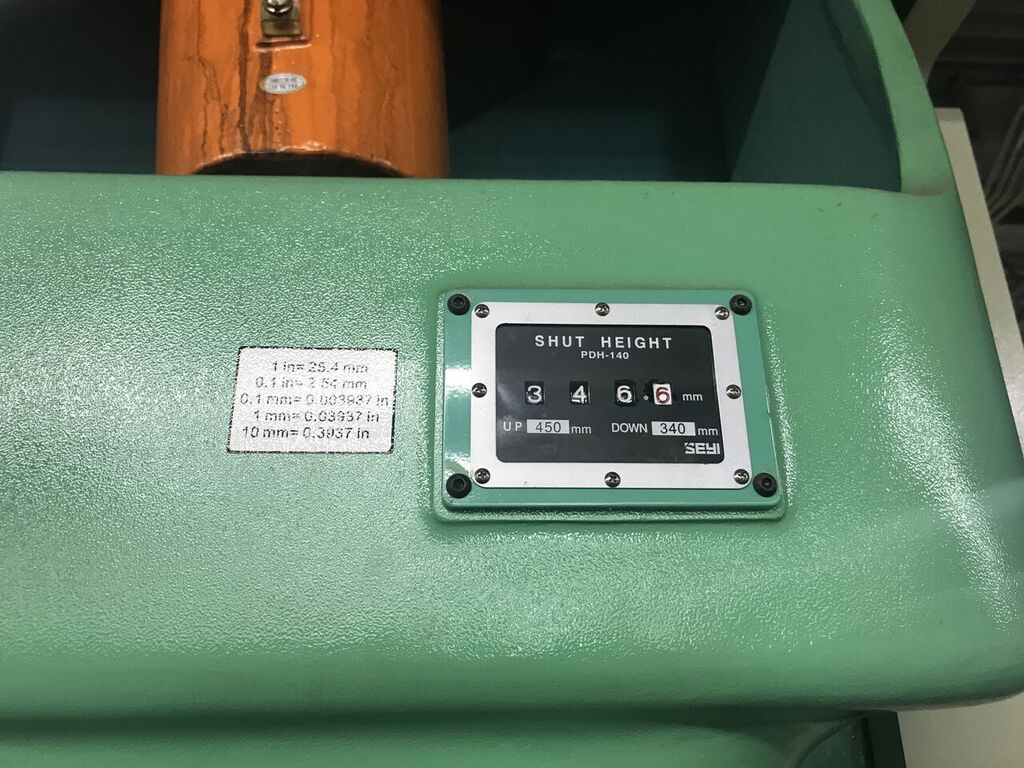 1 in= 25.4 mm
0.1 in= 2.54 mm
0.1 mm= 0.003937 in
1 mm= 0.03937 in
10 mm= 0.3937 in
SHUT HEIGHT
PDH-140
3 4 6.6 mm
UP 450 mm DOWN 340 mm
SEYI